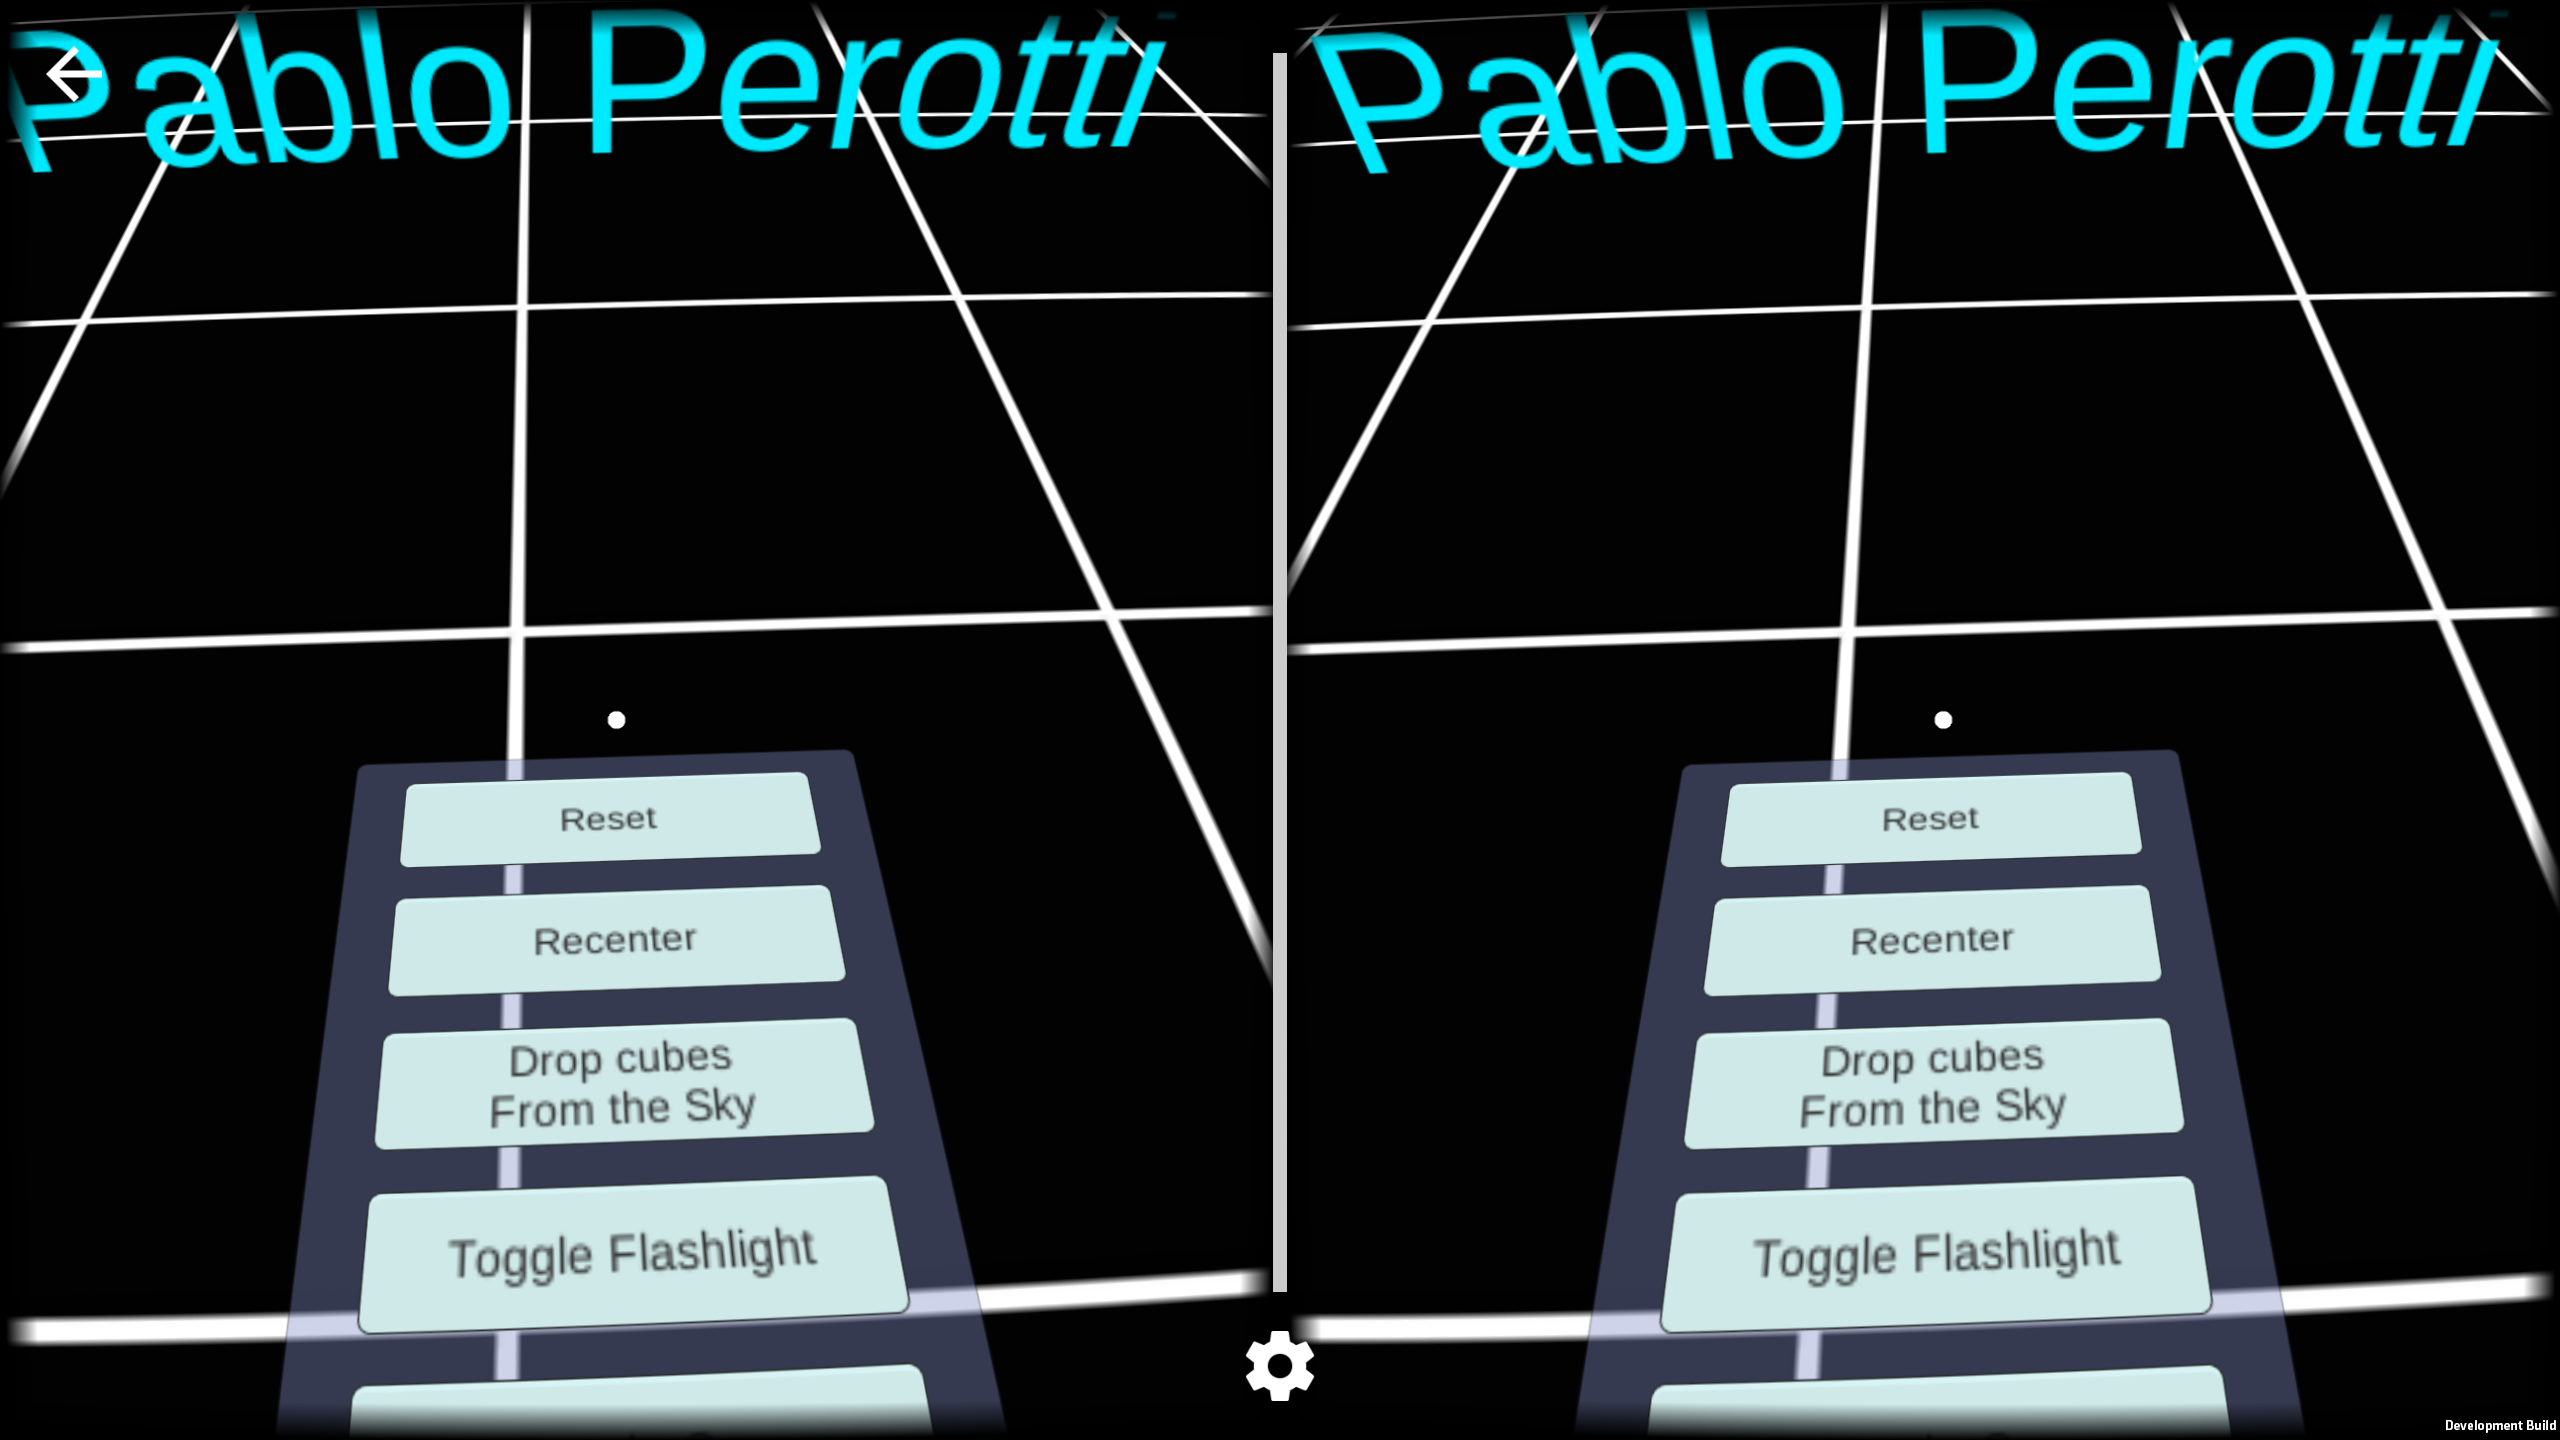 Pablo Perotti
Reset
Recenter
Drop cubes
From the Sky
Toggle Flashlight
Pablo Perotti
Reset
Recenter
Drop cubes
From the Sky
Toggle Flashlight
Development Build